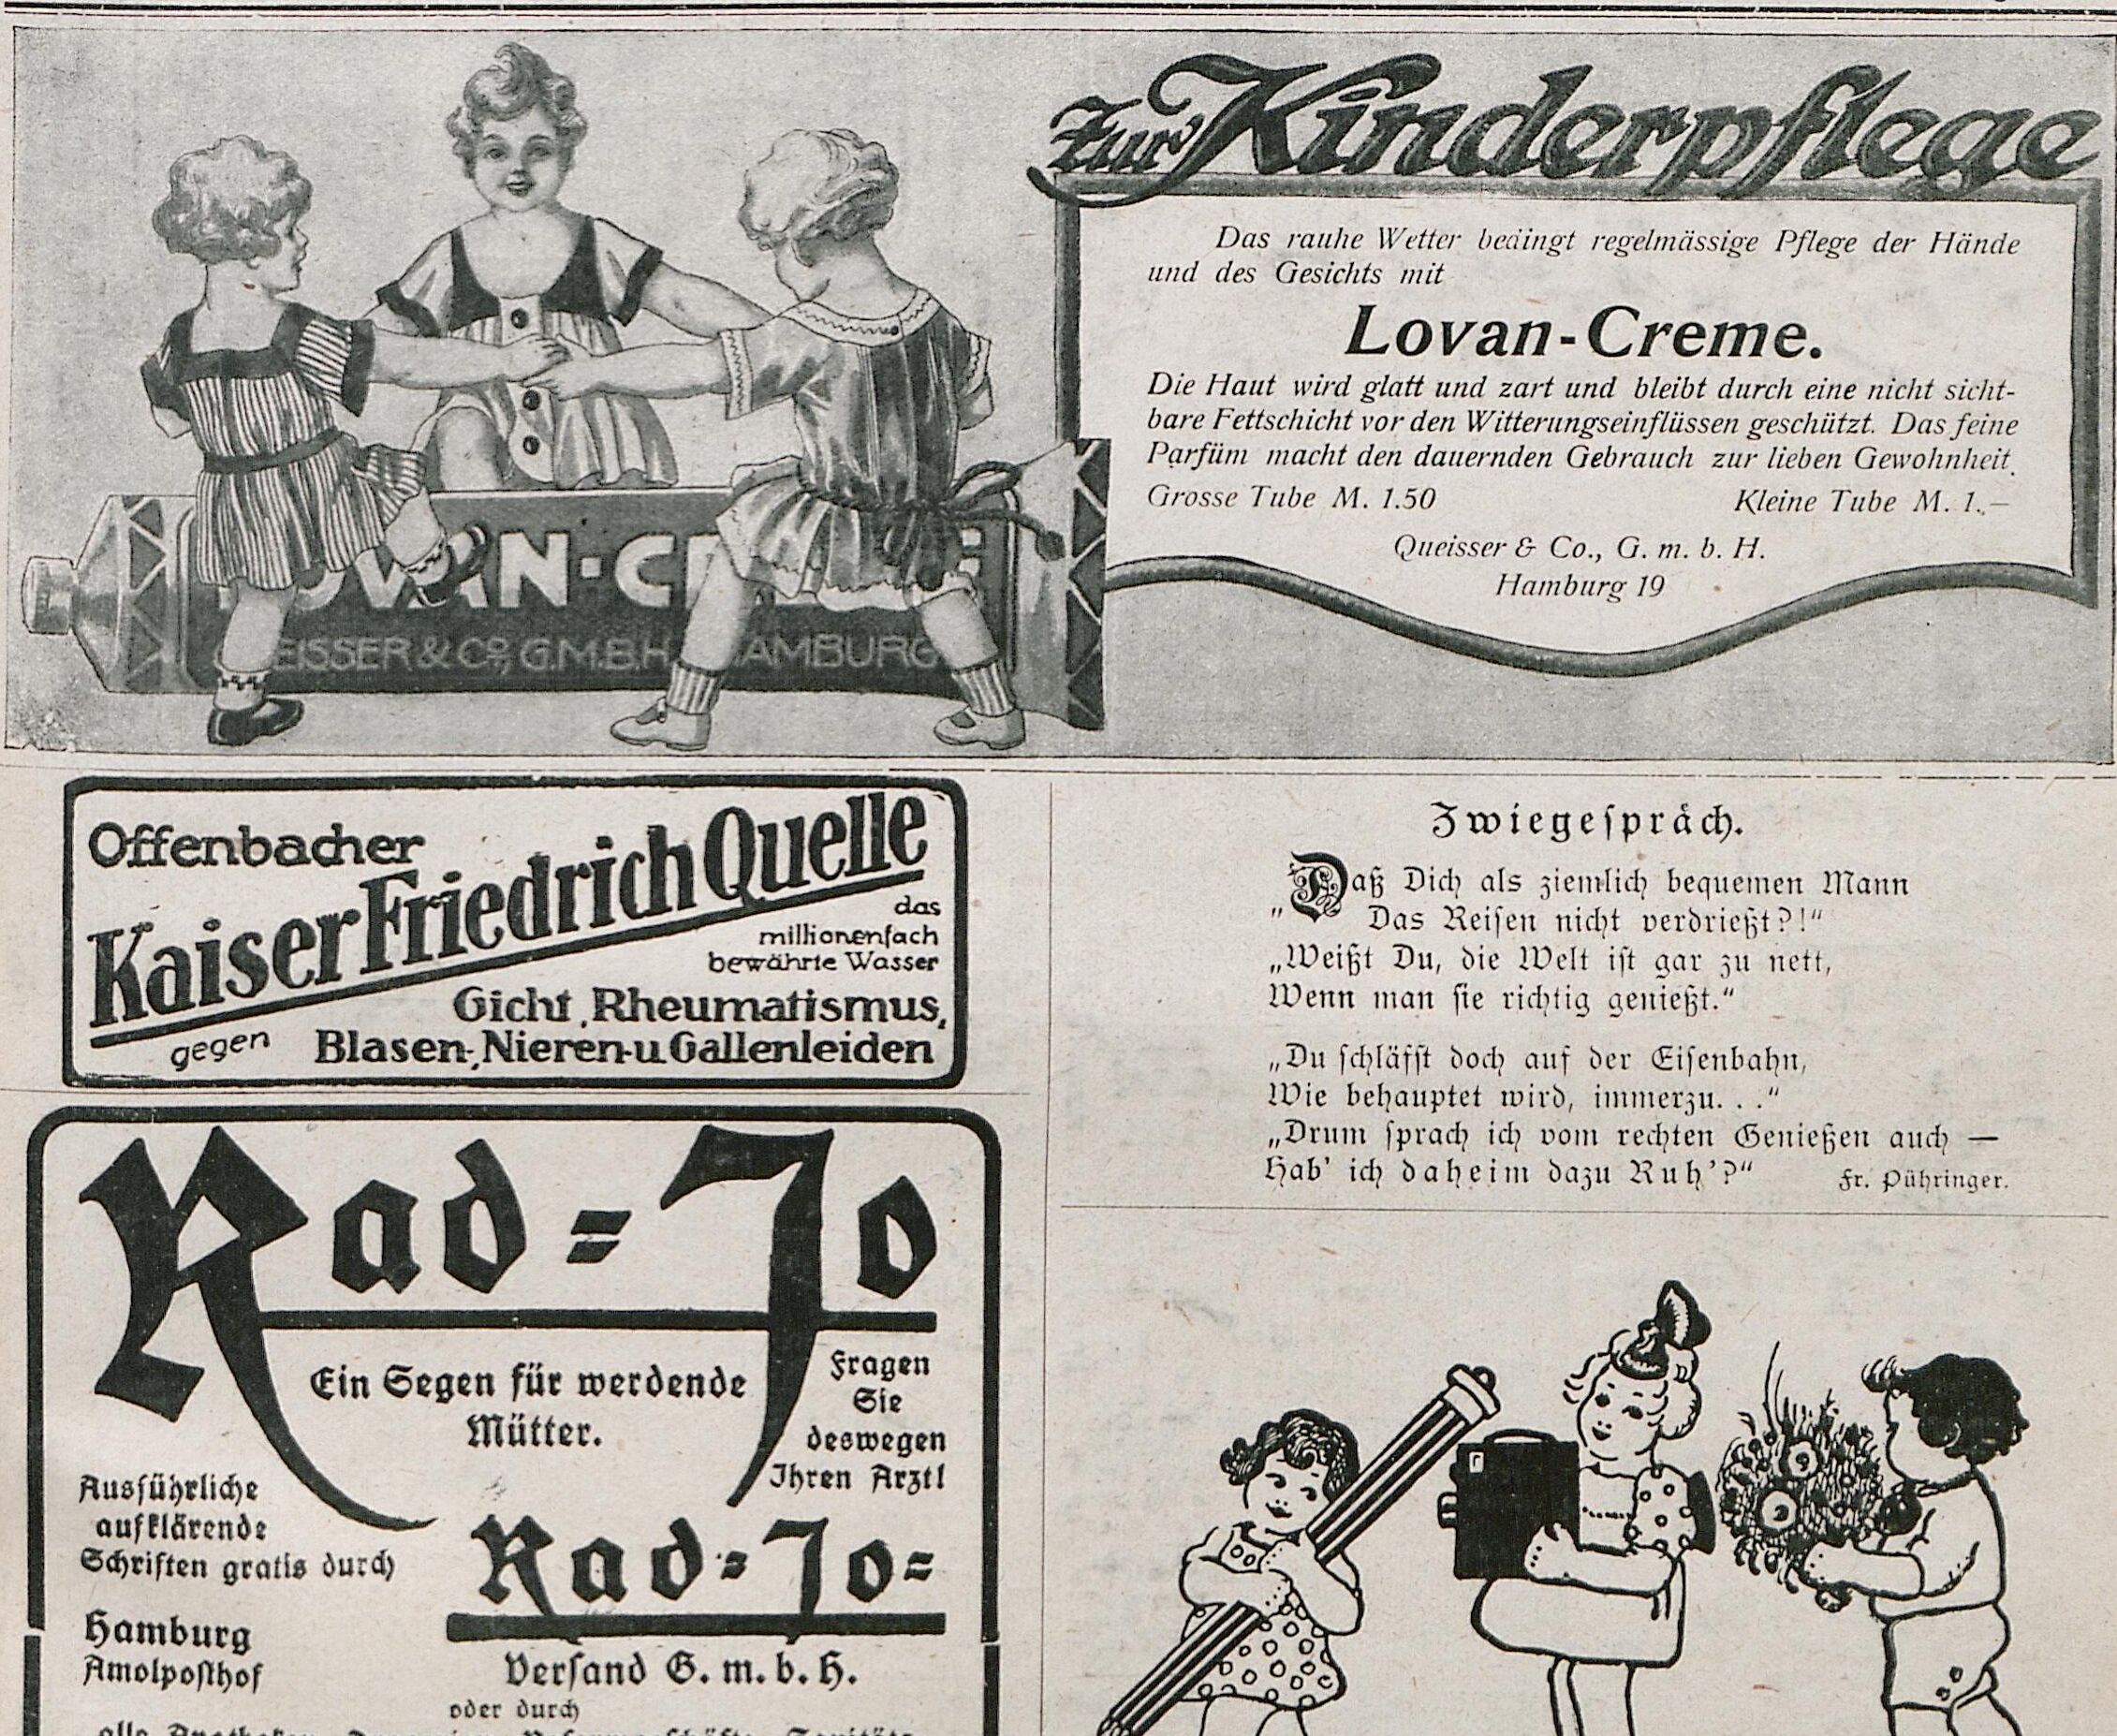 Zur Kinderpflege
Das rauhe Wetter bedingt regelmässige Pflege der Hände
und des Gesichts mit
Lovan-Creme.
Die Haut wird glatt und zart und bleibt durch eine nicht sicht-
bare Fettschicht vor den Witterungseinflüssen geschützt. Das feine
Parfüm macht den dauernden Gebrauch zur lieben Gewohnheit.
Grosse Tube M. 1.50 Kleine Tube M. 1.–
Queisser & Co., G. m. b. H.
Hamburg 19
OVAN-CR
EISSER & Co, G.M.B.H. HAMBURG
Offenbacher
Kaiser Friedrich Quelle
das
millionenfach
bewährte Wasser
gegen Gicht, Rheumatismus,
Blasen-, Nieren- u Gallenleiden
Rad=Jo
Ein Segen für werdende
Mütter.
Fragen
Sie
deswegen
Ihren Arzt!
Ausführliche
aufklärende
Schriften gratis durch
Hamburg
Amolposthof
Rad=Jo=
Versand G. m. b. H.
oder durch
Zwiegespräch.
„Daß Dich als ziemlich bequemen Mann
Das Reisen nicht verdrießt?!“
„Weißt Du, die Welt ist gar zu nett,
Wenn man sie richtig genießt.“
„Du schläfst doch auf der Eisenbahn,
Wie behauptet wird, immerzu. . .“
„Drum sprach ich vom rechten Genießen auch —
Hab' ich daheim dazu Ruh'?“ Fr. Pühringer.